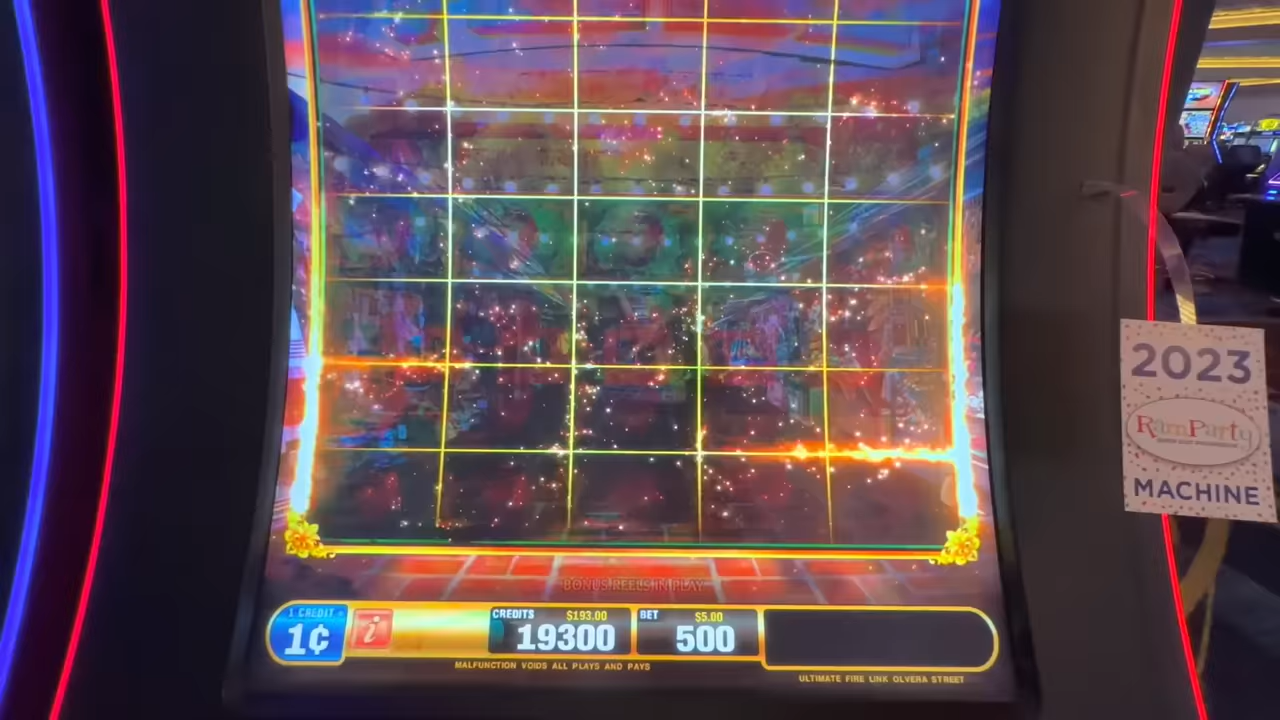 2023
RamParty
MACHINE
BONUS REELS IN PLAY
1 CREDIT =
1¢
i
CREDITS $193.00
19300
BET $5.00
500
MALFUNCTION VOIDS ALL PLAYS AND PAYS
ULTIMATE FIRE LINK OLVERA STREET